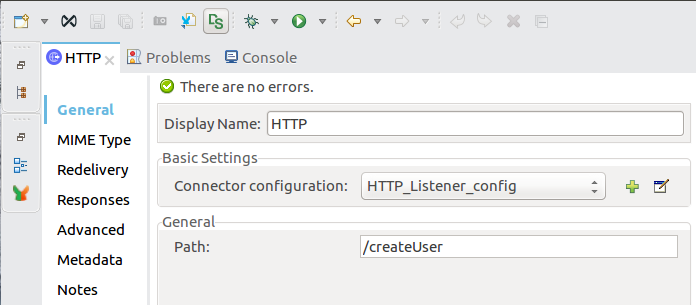 DS
HTTP Problems Console
There are no errors.
General
Display Name: HTTP
MIME Type
Basic Settings
Redelivery
Connector configuration: HTTP_Listener_config
Responses
General
Advanced
Path: /createUser
Metadata
Notes